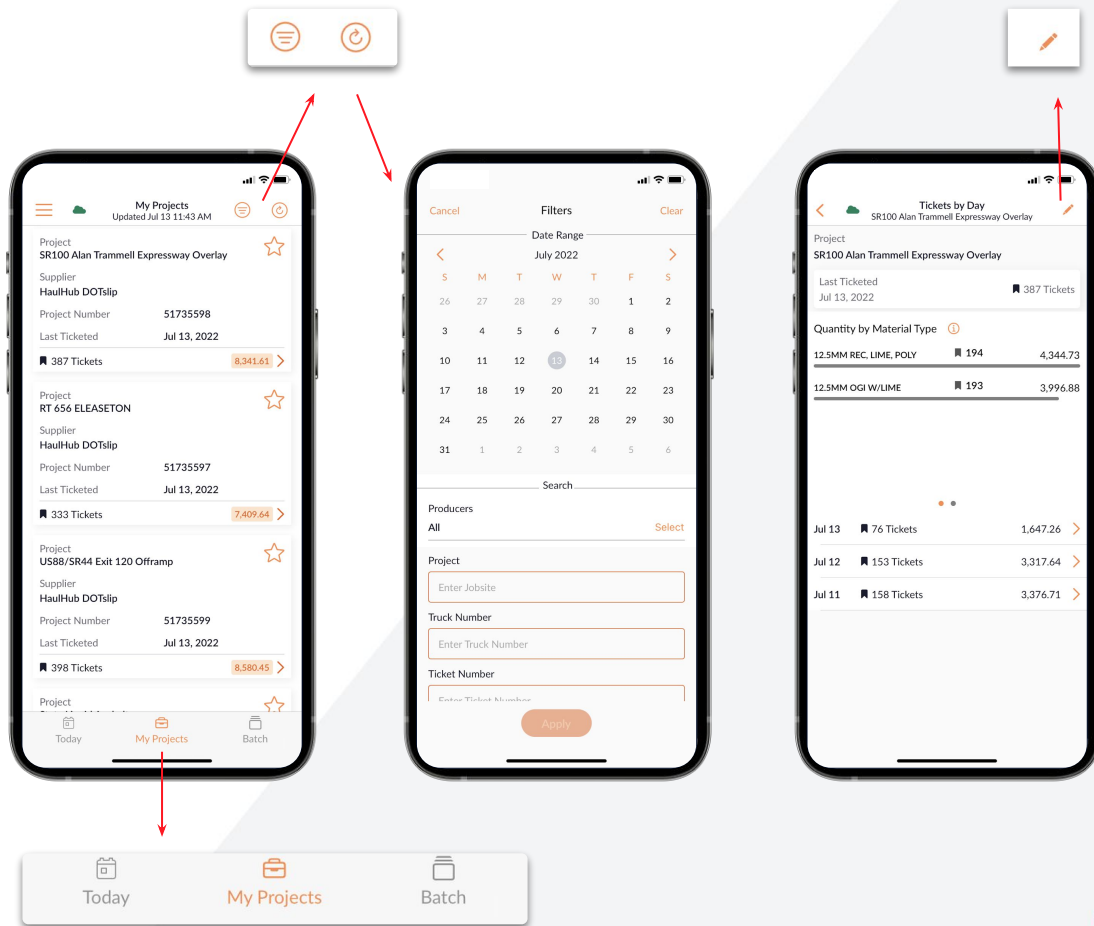 My Projects
Updated Jul 13 11:43 AM
Project
SR100 Alan Trammell Expressway Overlay
Supplier
HaulHub DOTslip
Project Number 51735598
Last Ticketed Jul 13, 2022
387 Tickets 8,341.61
Project
RT 656 ELEASETON
Supplier
HaulHub DOTslip
Project Number 51735597
Last Ticketed Jul 13, 2022
333 Tickets 7,409.64
Project
US88/SR44 Exit 120 Offramp
Supplier
HaulHub DOTslip
Project Number 51735599
Last Ticketed Jul 13, 2022
398 Tickets 8,580.45
Project
Today My Projects Batch
Cancel Filters Clear
Date Range
July 2022
S M T W T F S
26 27 28 29 30 1 2
3 4 5 6 7 8 9
10 11 12 13 14 15 16
17 18 19 20 21 22 23
24 25 26 27 28 29 30
31 1 2 3 4 5 6
Search
Producers
All Select
Project
Enter Jobsite
Truck Number
Enter Truck Number
Ticket Number
Enter Ticket Number
Apply
Tickets by Day
SR100 Alan Trammell Expressway Overlay
Project
SR100 Alan Trammell Expressway Overlay
Last Ticketed
Jul 13, 2022 387 Tickets
Quantity by Material Type
12.5MM REC, LIME, POLY 194 4,344.73
12.5MM OGI W/LIME 193 3,996.88
Jul 13 76 Tickets 1,647.26
Jul 12 153 Tickets 3,317.64
Jul 11 158 Tickets 3,376.71
Today My Projects Batch